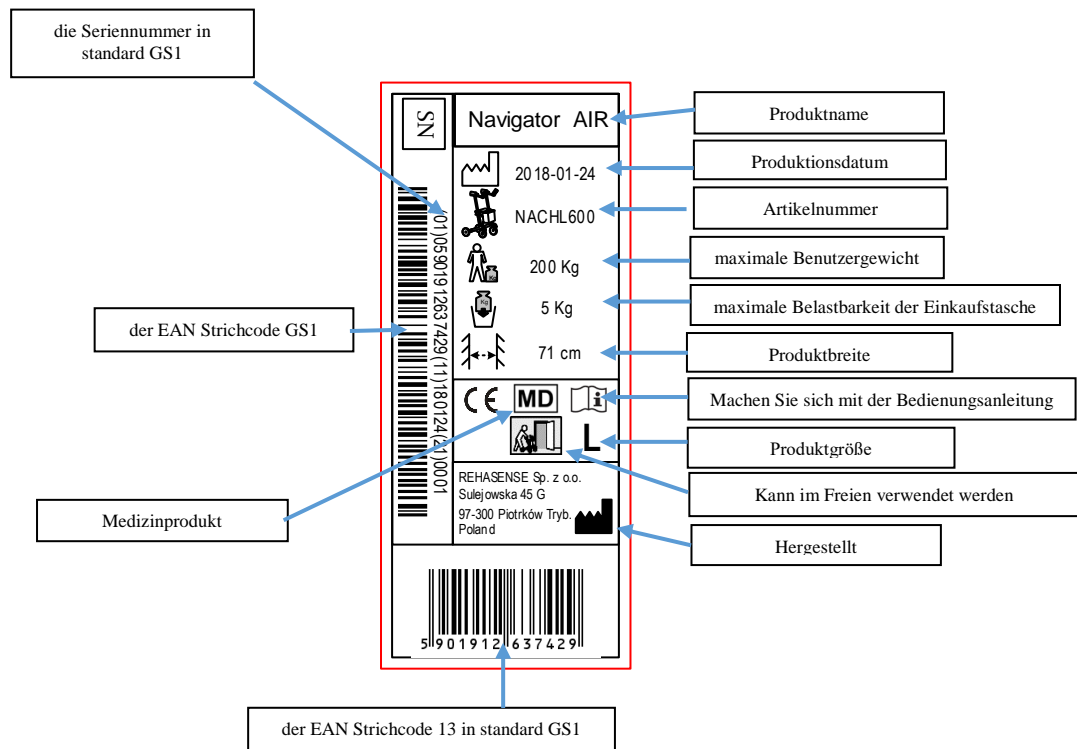 die Seriennummer in
standard GS1
SN
Navigator AIR
Produktname
2018-01-24
Produktionsdatum
NACHL600
Artikelnummer
200 Kg
maximale Benutzergewicht
5 Kg
maximale Belastbarkeit der Einkaufstasche
71 cm
Produktbreite
(01)05901912637429(11)180124(21)0001
der EAN Strichcode GS1
CE MD i
Machen Sie sich mit der Bedienungsanleitung
L
Produktgröße
Kann im Freien verwendet werden
REHASENSE Sp. z o.o.
Sulejowska 45 G
97-300 Piotrków Tryb.
Poland
Medizinprodukt
Hergestellt
5 901912 637429
der EAN Strichcode 13 in standard GS1